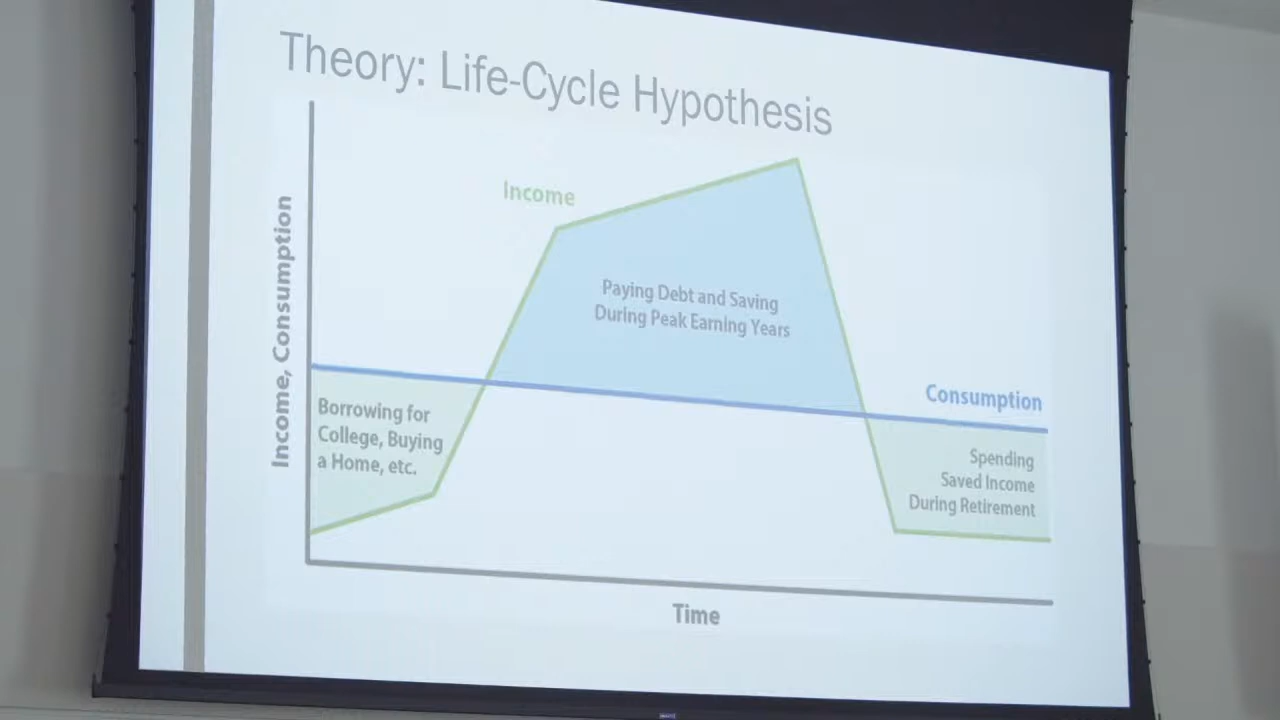 Theory: Life-Cycle Hypothesis
Income
Income, Consumption
Paying Debt and Saving
During Peak Earning Years
Consumption
Borrowing for
College, Buying
a Home, etc.
Spending
Saved Income
During Retirement
Time